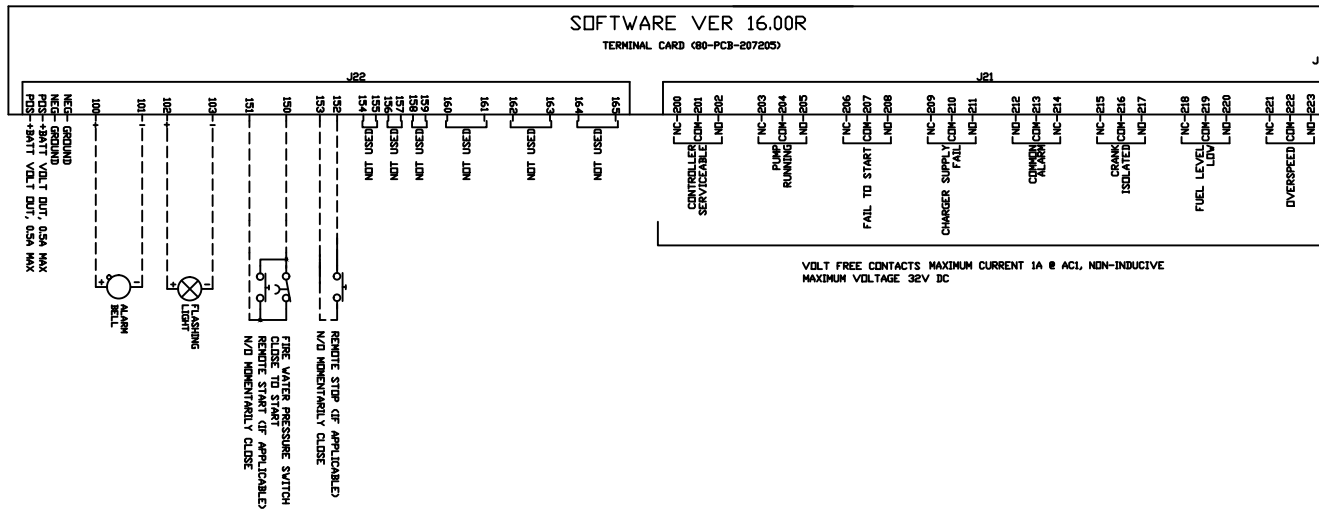 SOFTWARE VER 16.00R
TERMINAL CARD (80-PCB-207205)
J22
J21
J
NEG- GROUND
NEG- GROUND
POS- +BATT VOLT OUT, 0.5A MAX
POS- +BATT VOLT OUT, 0.5A MAX
100
101
102
103
151
150
153
152
154
155
156
157
158
159
160
161
162
163
164
165
+
-
+
-
NOT USED
NOT USED
NOT USED
NOT USED
NOT USED
NOT USED
+
-
ALARM
BELL
+
-
FLASHING
LIGHT
FIRE WATER PRESSURE SWITCH
CLOSE TO START
REMOTE START (IF APPLICABLE)
N/O MOMENTARILY CLOSE
REMOTE STOP (IF APPLICABLE)
N/O MOMENTARILY CLOSE
NC-200
COM-201
NO-202
CONTROLLER
SERVICEABLE
NC-203
COM-204
NO-205
PUMP
RUNNING
NC-206
COM-207
NO-208
FAIL TO START
NC-209
COM-210
NO-211
CHARGER SUPPLY
FAIL
NO-212
COM-213
NO-214
COMMON
ALARM
NC-215
COM-216
NO-217
CRANK
ISOLATED
NC-218
COM-219
NO-220
FUEL LEVEL
LOW
NC-221
COM-222
NO-223
OVERSPEED
VOLT FREE CONTACTS MAXIMUM CURRENT 1A @ AC1, NON-INDUCIVE
MAXIMUM VOLTAGE 32V DC